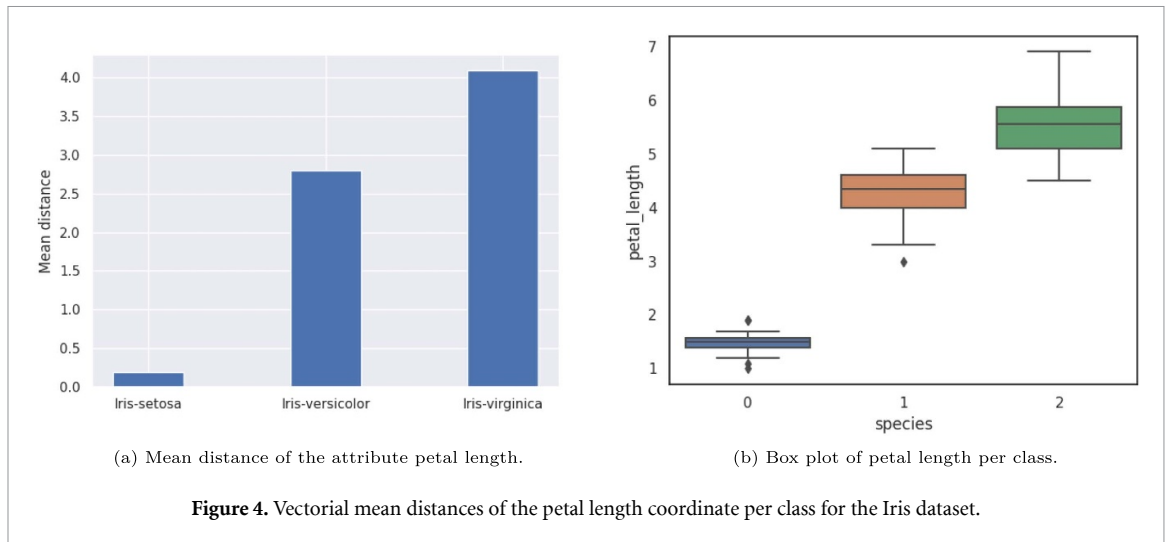 4.0
3.5
3.0
2.5
2.0
1.5
1.0
0.5
0.0
Mean distance
Iris-setosa Iris-versicolor Iris-virginica
(a) Mean distance of the attribute petal length.
7
6
5
4
3
2
1
petal_length
0 1 2
species
(b) Box plot of petal length per class.
Figure 4. Vectorial mean distances of the petal length coordinate per class for the Iris dataset.